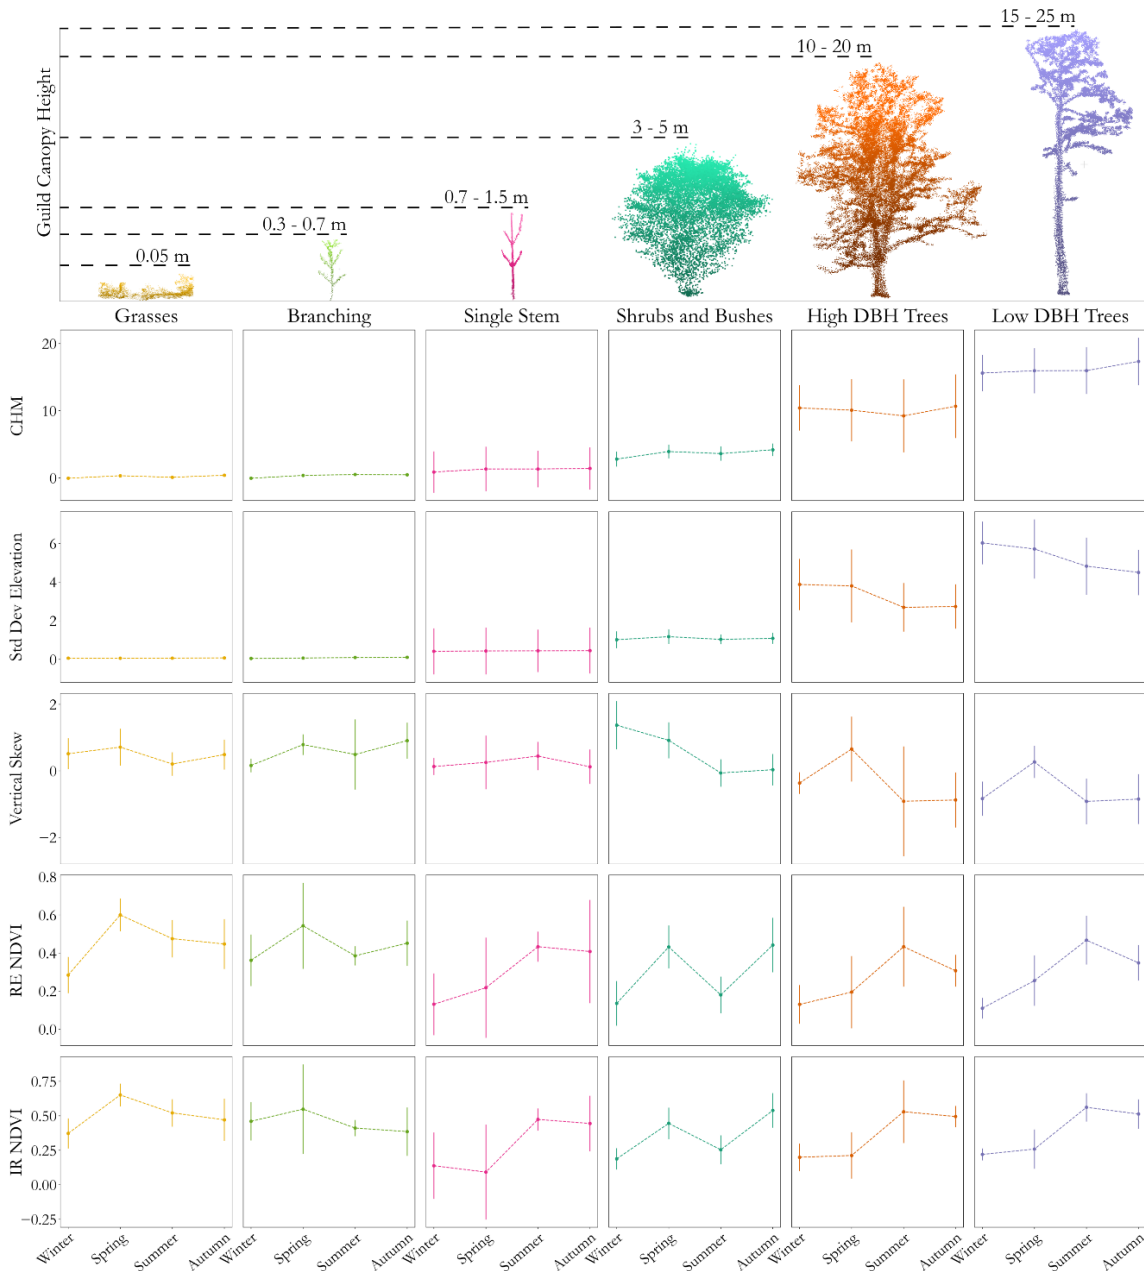 15 - 25 m
10 - 20 m
3 - 5 m
0.7 - 1.5 m
0.3 - 0.7 m
0.05 m
Guild Canopy Height
Grasses Branching Single Stem Shrubs and Bushes High DBH Trees Low DBH Trees
CHM
20
10
0
Std Dev Elevation
6
4
2
0
Vertical Skew
2
0
−2
RE NDVI
0.8
0.6
0.4
0.2
0.0
IR NDVI
0.75
0.50
0.25
0.00
−0.25
Winter Spring Summer Autumn Winter Spring Summer Autumn Winter Spring Summer Autumn Winter Spring Summer Autumn Winter Spring Summer Autumn Winter Spring Summer Autumn